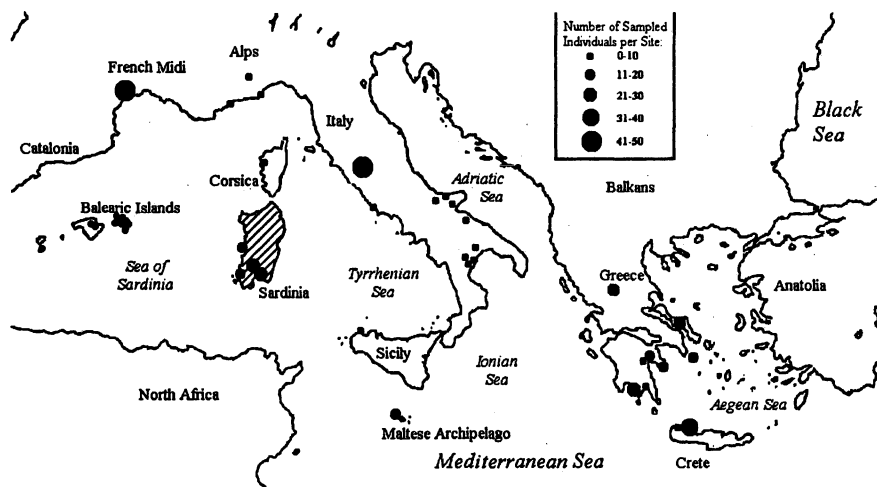 Number of Sampled
Individuals per Site:
0-10
11-20
21-30
31-40
41-50
Alps
French Midi
Black
Sea
Italy
Catalonia
Adriatic
Sea
Corsica
Balkans
Balearic Islands
Sea of
Sardinia
Tyrrhenian
Sea
Greece
Anatolia
Sardinia
Sicily
Ionian
Sea
North Africa
Aegean Sea
Maltese Archipelago
Mediterranean Sea
Crete